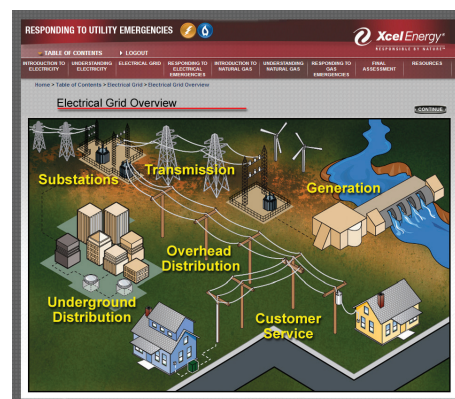 RESPONDING TO UTILITY EMERGENCIES
Xcel Energy®
RESPONSIBLE BY NATURE™
TABLE OF CONTENTS
LOGOUT
INTRODUCTION TO ELECTRICITY
UNDERSTANDING ELECTRICITY
ELECTRICAL GRID
RESPONDING TO ELECTRICAL EMERGENCIES
INTRODUCTION TO NATURAL GAS
UNDERSTANDING NATURAL GAS
RESPONDING TO GAS EMERGENCIES
FINAL ASSESSMENT
RESOURCES
Home > Table of Contents > Electrical Grid > Electrical Grid Overview
Electrical Grid Overview
CONTINUE
Substations
Transmission
Generation
Overhead
Distribution
Underground
Distribution
Customer
Service